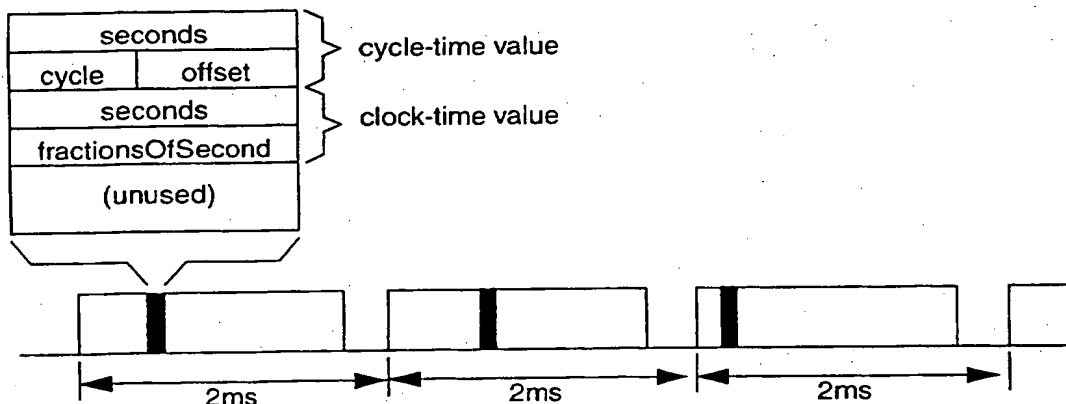 seconds
cycle offset
cycle-time value
seconds
fractionsOfSecond
clock-time value
(unused)
2ms 2ms 2ms